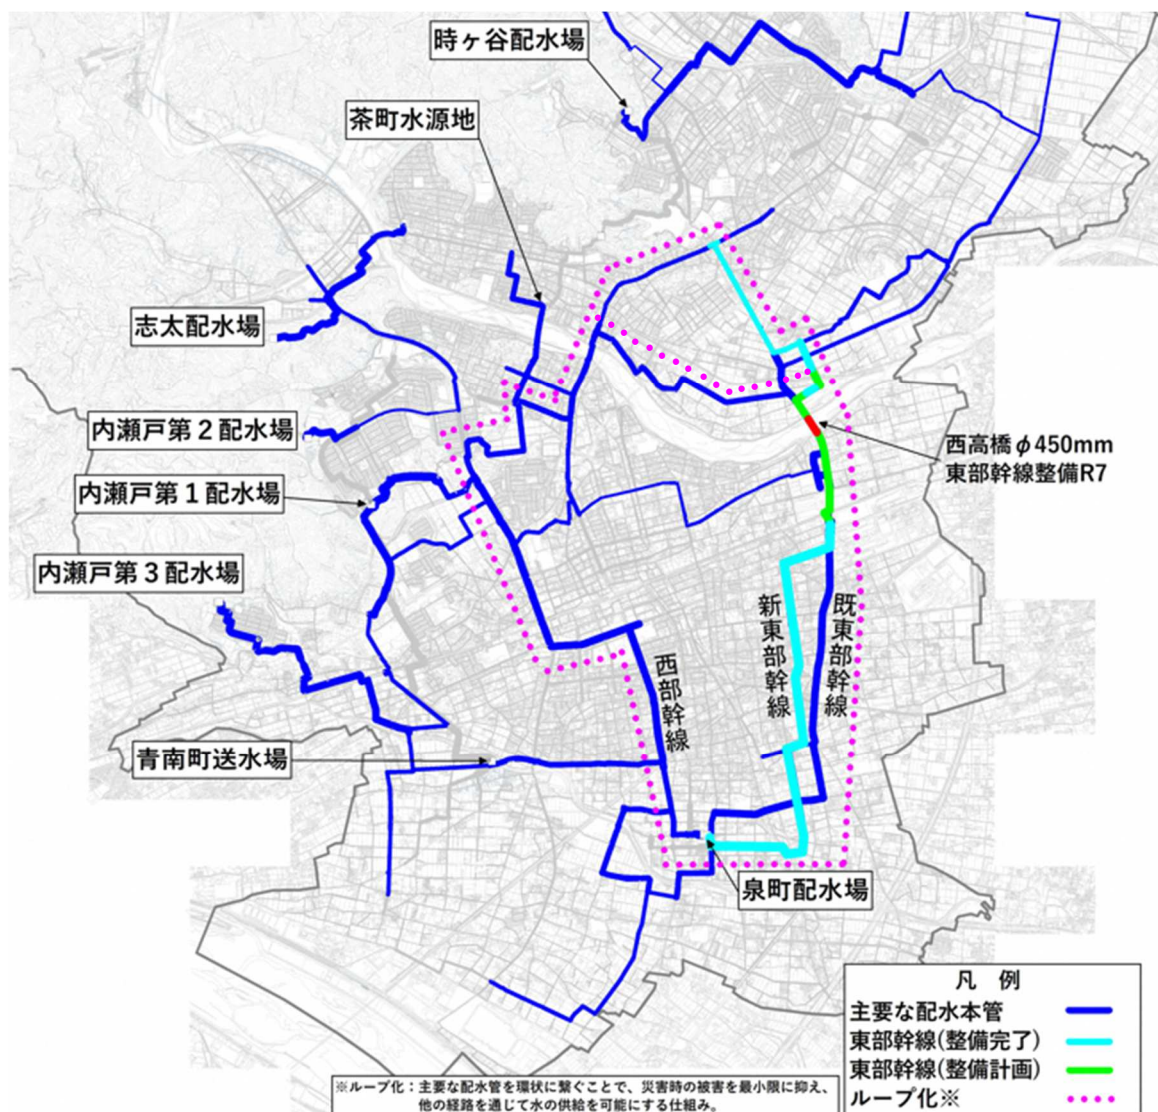 時ヶ谷配水場
茶町水源地
志太配水場
内瀬戸第２配水場
内瀬戸第１配水場
内瀬戸第３配水場
西高橋φ450mm
東部幹線整備R7
新東部幹線
既東部幹線
西部幹線
青南町送水場
泉町配水場
凡 例
主要な配水本管
東部幹線(整備完了)
東部幹線(整備計画)
ループ化※
※ループ化：主要な配水管を環状に繋ぐことで、災害時の被害を最小限に抑え、
他の経路を通じて水の供給を可能にする仕組み。